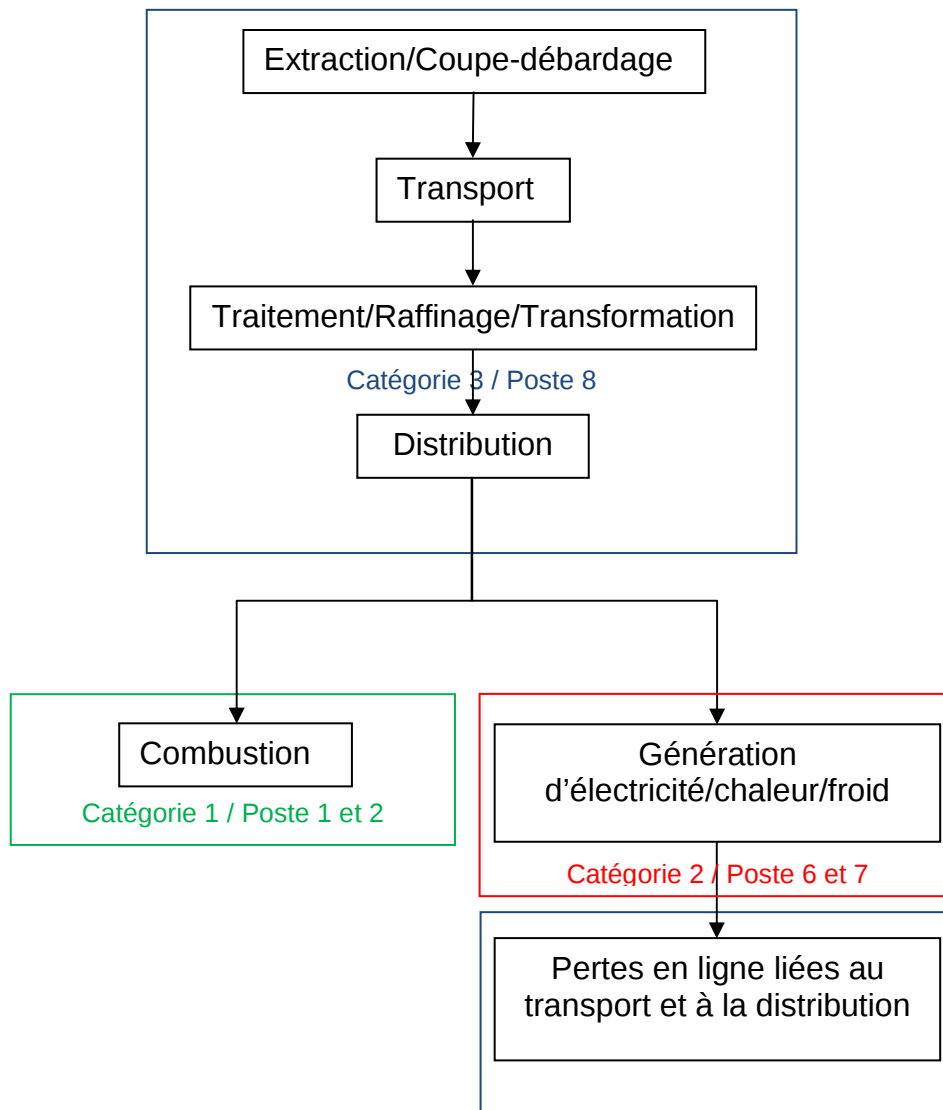 Extraction/Coupe-débardage
Transport
Traitement/Raffinage/Transformation
Catégorie 3 / Poste 8
Distribution
Combustion
Catégorie 1 / Poste 1 et 2
Génération
d’électricité/chaleur/froid
Catégorie 2 / Poste 6 et 7
Pertes en ligne liées au
transport et à la distribution